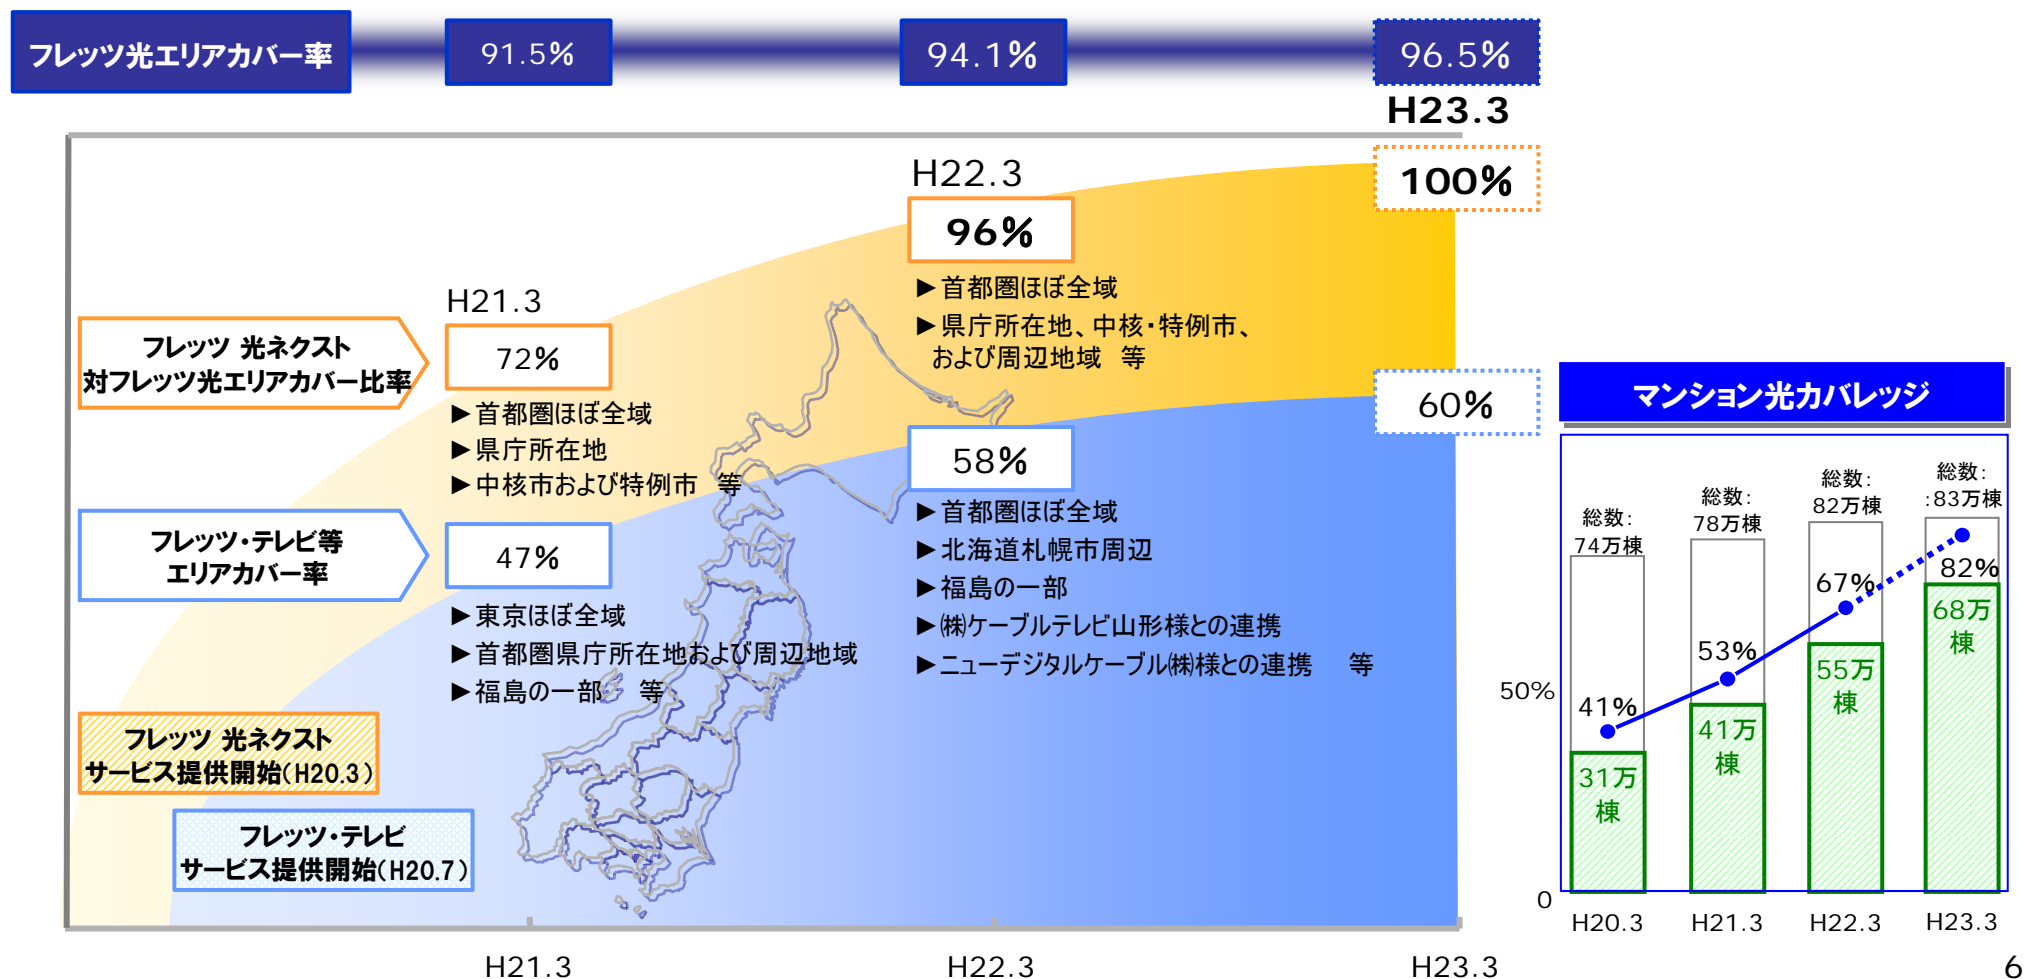 フレッツ光エリアカバー率
91.5%
94.1%
96.5%
H23.3
100%
H22.3
96%
►首都圏ほぼ全域
►県庁所在地、中核・特例市、
および周辺地域　等
H21.3
72%
►首都圏ほぼ全域
►県庁所在地
►中核市および特例市　等
フレッツ 光ネクスト
対フレッツ光エリアカバー比率
60%
58%
►首都圏ほぼ全域
►北海道札幌市周辺
►福島の一部
►㈱ケーブルテレビ山形様との連携
►ニューデジタルケーブル㈱様との連携　等
フレッツ・テレビ等
エリアカバー率
47%
►東京ほぼ全域
►首都圏県庁所在地および周辺地域
►福島の一部　等
フレッツ 光ネクスト
サービス提供開始(H20.3)
フレッツ・テレビ
サービス提供開始(H20.7)
H21.3
H22.3
H23.3
マンション光カバレッジ
総数:
74万棟
総数:
78万棟
総数:
82万棟
総数:
:83万棟
41%
53%
67%
82%
31万
棟
41万
棟
55万
棟
68万
棟
50%
0
H20.3
H21.3
H22.3
H23.3
6